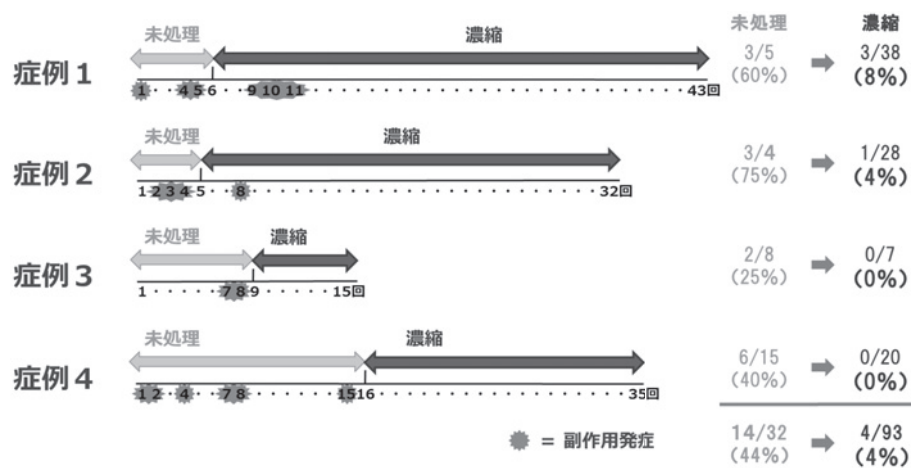 未処理 濃縮 未処理 濃縮
症例1 3/5 3/38
(60%) (8%)
1・・・4 5・6・・9 10 11・・・・・・・・・・・・・・・・・・・・・・・・・・・・・・・43回
未処理 濃縮
症例2 3/4 1/28
(75%) (4%)
1 2 3 4 5・・8・・・・・・・・・・・・・・・・・・・・・・・32回
未処理 濃縮
症例3 2/8 0/7
(25%) (0%)
1・・・・・7 8 9・・・・・15回
未処理 濃縮
症例4 6/15 0/20
(40%) (0%)
1 2・4・・7 8・・・・・・15 16・・・・・・・・・・・・・・・・・・35回
= 副作用発症 14/32 4/93
(44%) (4%)